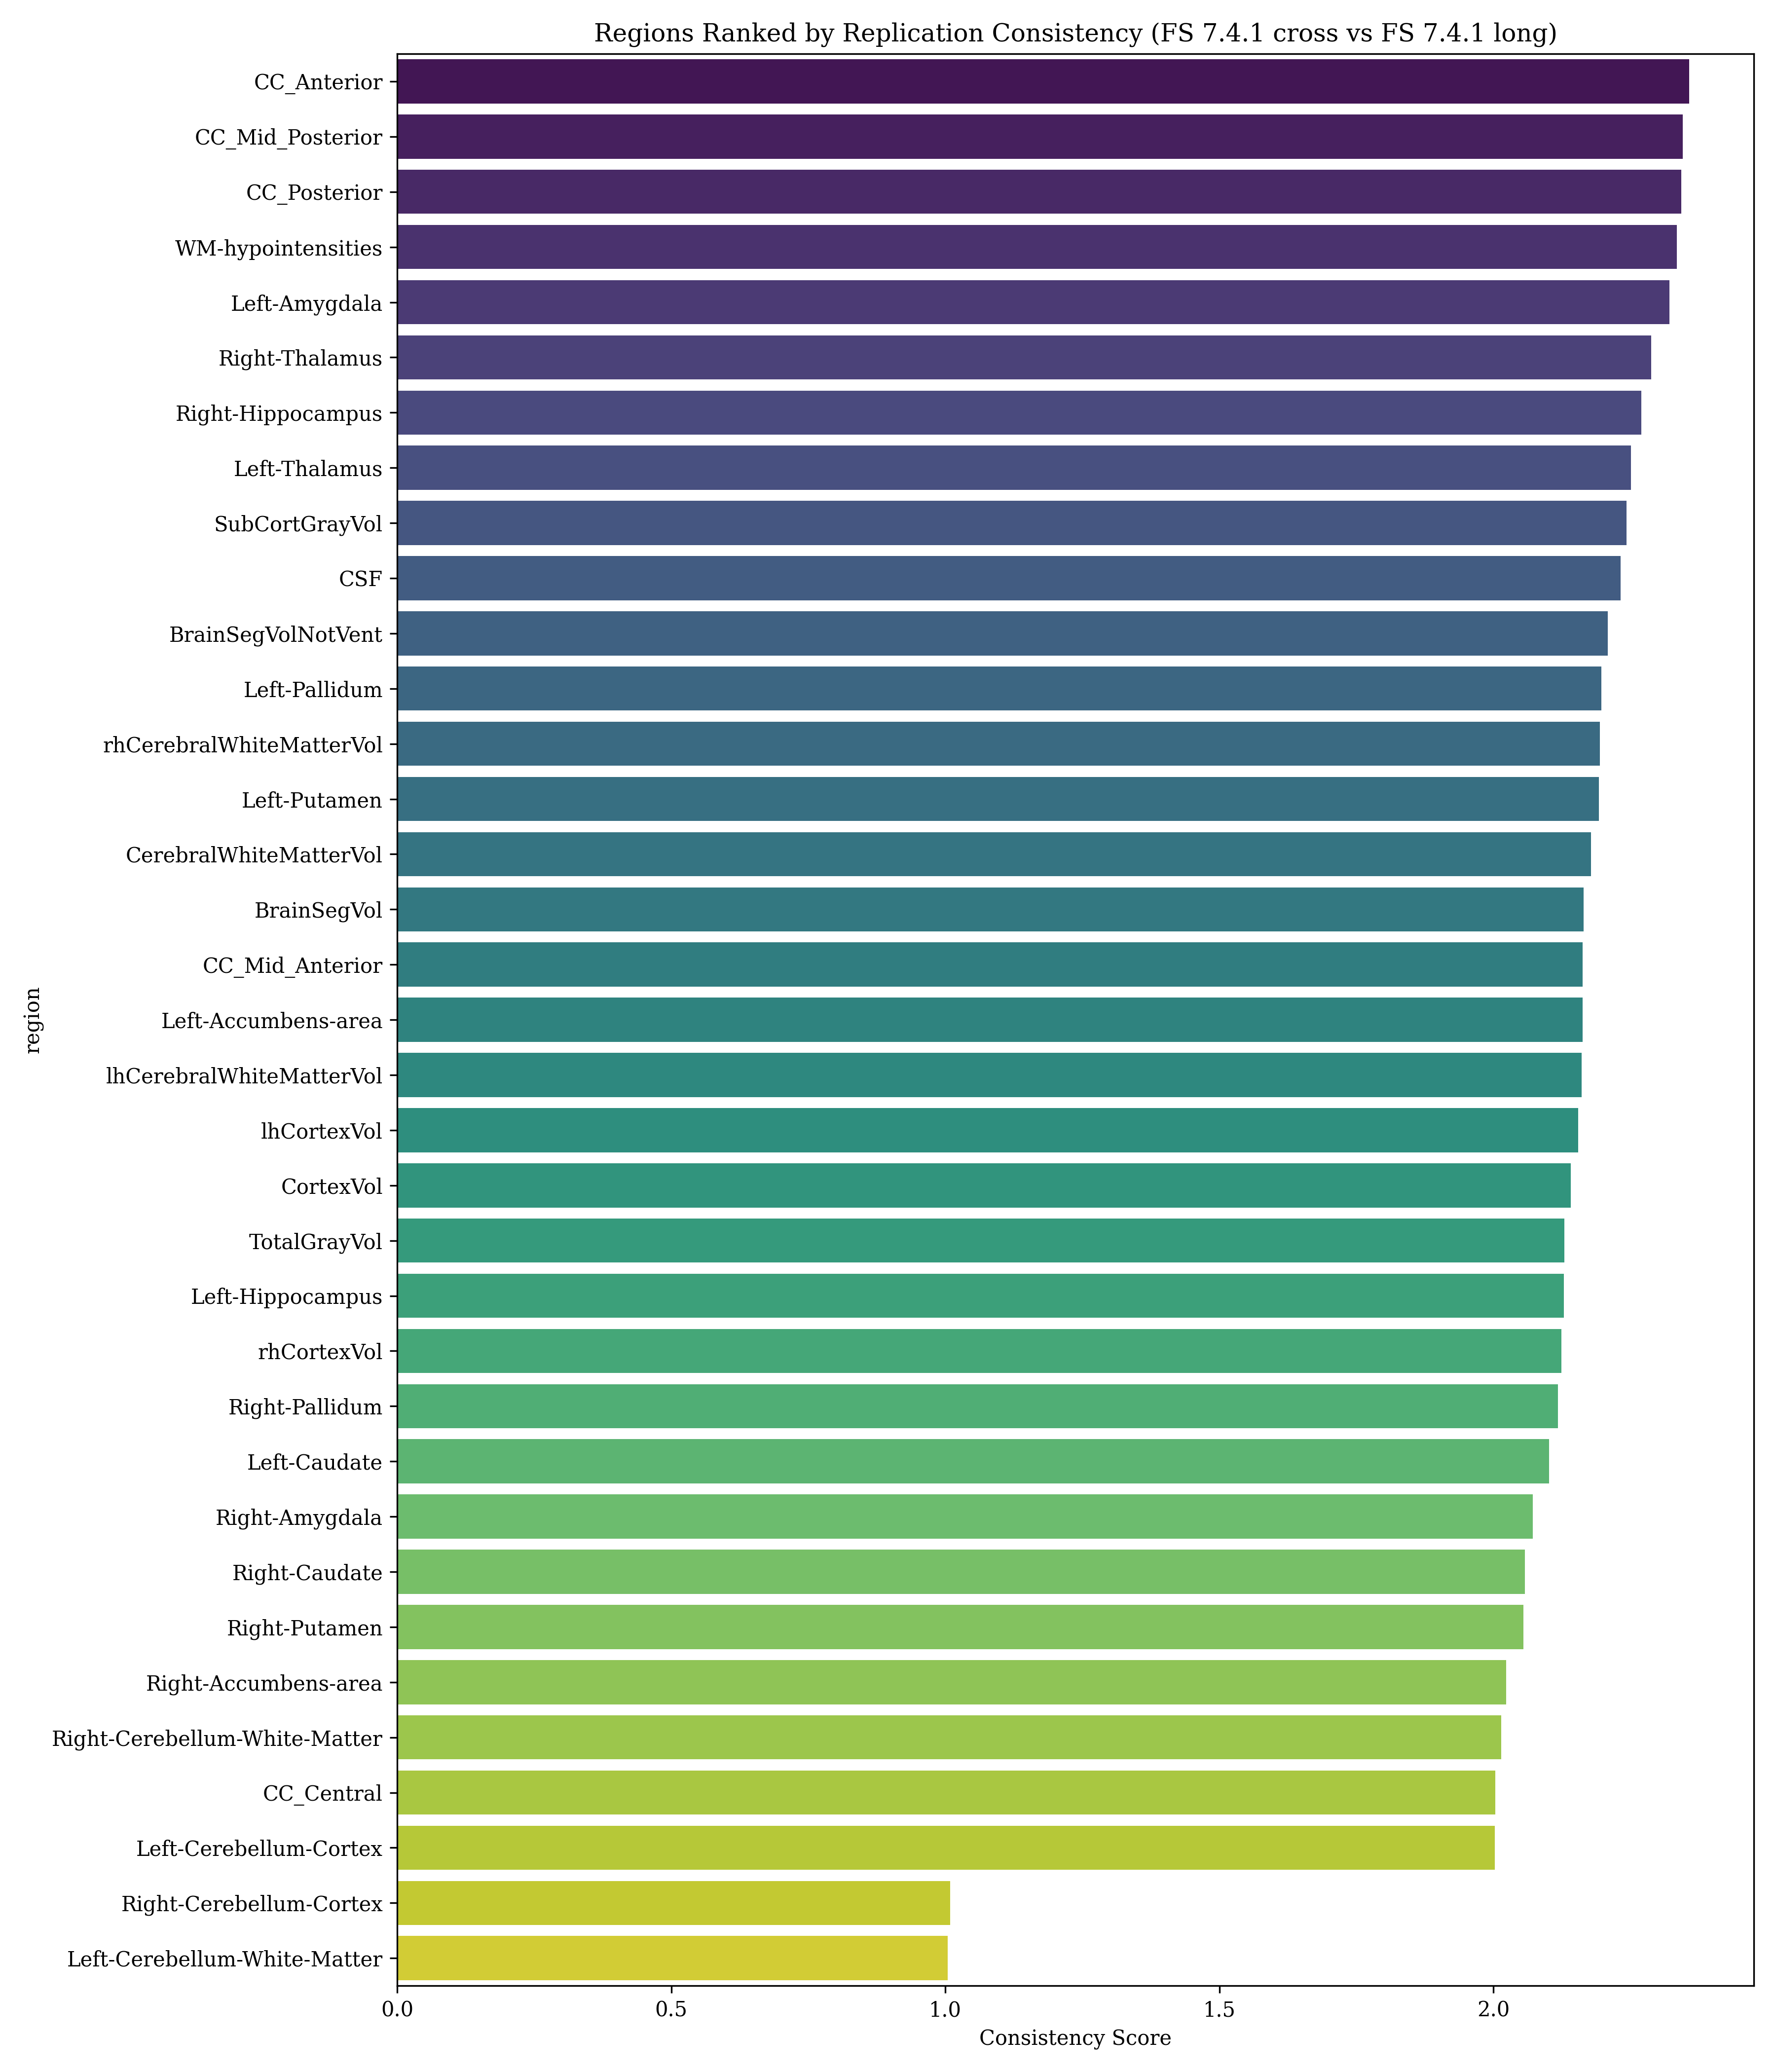 Regions Ranked by Replication Consistency (FS 7.4.1 cross vs FS 7.4.1 long)
CC_Anterior
CC_Mid_Posterior
CC_Posterior
WM-hypointensities
Left-Amygdala
Right-Thalamus
Right-Hippocampus
Left-Thalamus
SubCortGrayVol
CSF
BrainSegVolNotVent
Left-Pallidum
rhCerebralWhiteMatterVol
Left-Putamen
CerebralWhiteMatterVol
BrainSegVol
CC_Mid_Anterior
Left-Accumbens-area
lhCerebralWhiteMatterVol
lhCortexVol
CortexVol
TotalGrayVol
Left-Hippocampus
rhCortexVol
Right-Pallidum
Left-Caudate
Right-Amygdala
Right-Caudate
Right-Putamen
Right-Accumbens-area
Right-Cerebellum-White-Matter
CC_Central
Left-Cerebellum-Cortex
Right-Cerebellum-Cortex
Left-Cerebellum-White-Matter
region
0.0 0.5 1.0 1.5 2.0
Consistency Score